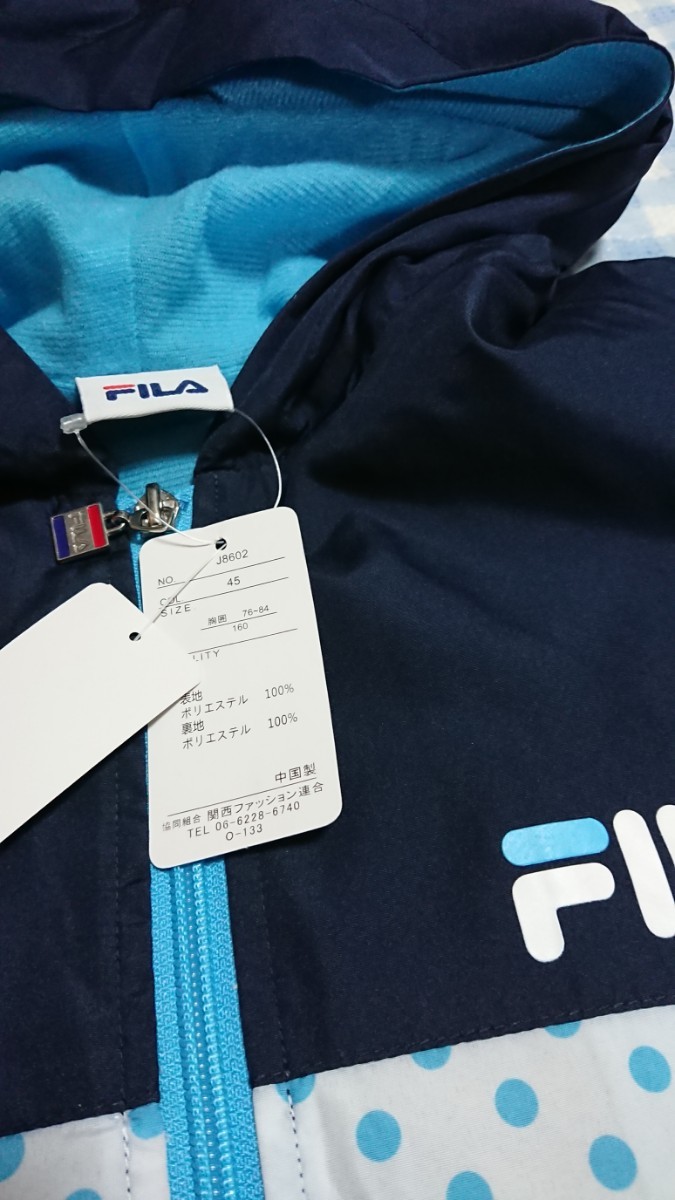 FILA
FILA
NO. J8602
COL 45
SIZE
胸囲 76~84
160
LITY
表地
ポリエステル 100%
裏地
ポリエステル 100%
中国製
協同組合 関西ファッション連合
TEL 06-6228-6740
O-133
FI